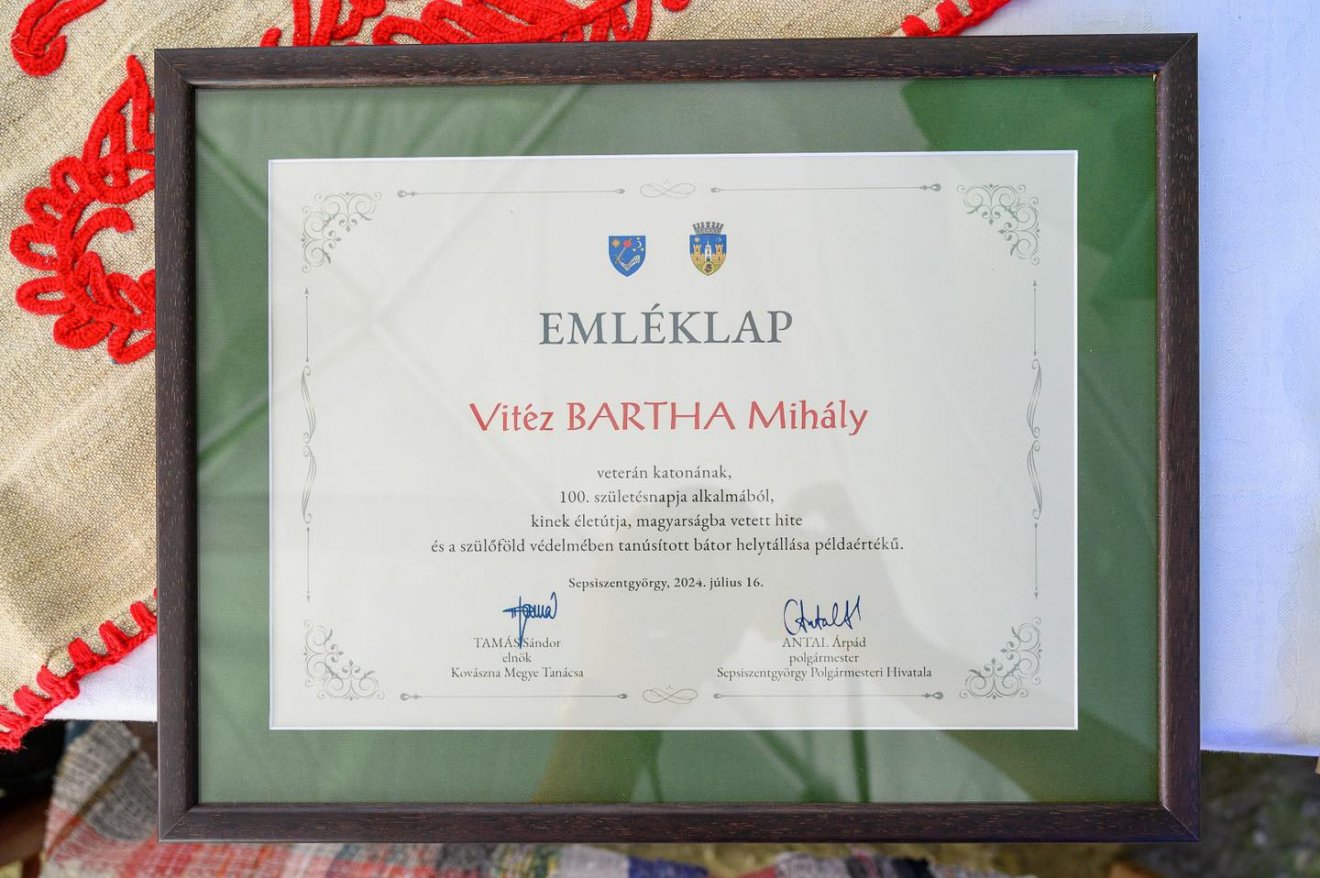 EMLÉKLAP
Vitéz BARTHA Mihály
veterán katonának,
100. születésnapja alkalmából,
kinek életútja, magyarságba vetett hite
és a szülőföld védelmében tanúsított bátor helytállása példaértékű.
Sepsiszentgyörgy, 2024. július 16.
TAMÁS Sándor
elnök
Kovászna Megye Tanácsa
ANTAL Árpád
polgármester
Sepsiszentgyörgy Polgármesteri Hivatala